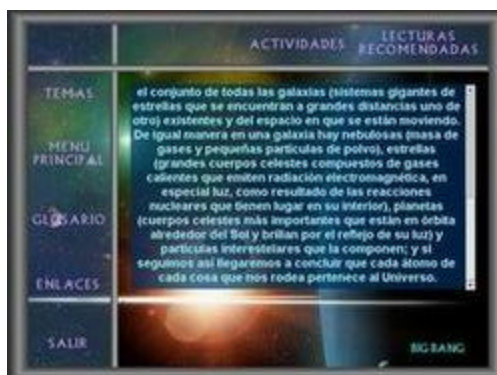 ACTIVIDADES
LECTURAS
RECOMENDADAS
TEMAS
MENU
PRINCIPAL
GLOSARIO
ENLACES
SALIR
el conjunto de todas las galaxias (sistemas gigantes de
estrellas que se encuentran a grandes distancias uno de
otro) existentes y del espacio en que se están moviendo.
De igual manera en una galaxia hay nebulosas (masa de
gases y pequeñas partículas de polvo), estrellas
(grandes cuerpos celestes compuestos de gases
calientes que emiten radiación electromagnética, en
especial luz, como resultado de las reacciones
nucleares que tienen lugar en su interior), planetas
(cuerpos celestes más importantes que están en órbita
alrededor del Sol y brillan por el reflejo de su luz) y
partículas interestelares que la componen; y si
seguimos así llegaremos a concluir que cada átomo de
cada cosa que nos rodea pertenece al Universo.
BIG BANG